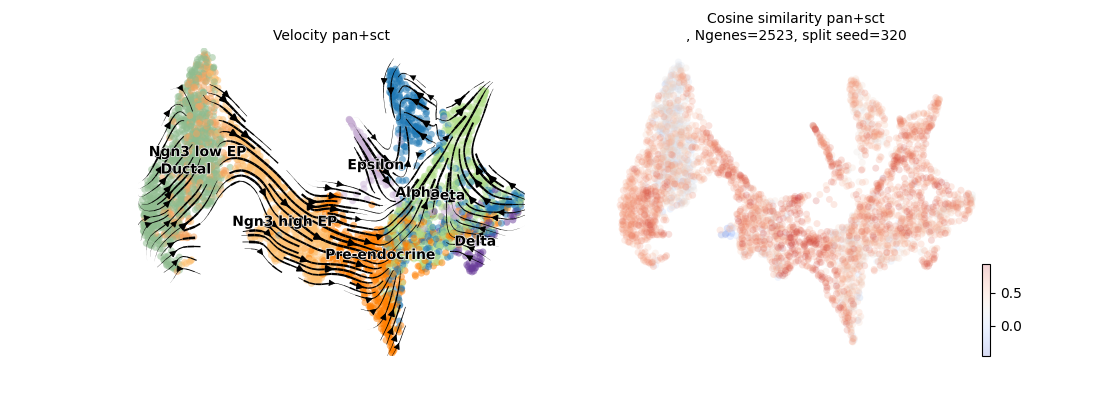 Velocity pan+sct
Ngn3 low EP
Ductal
Epsilon
Alpha
Beta
Ngn3 high EP
Delta
Pre-endocrine
Cosine similarity pan+sct
, Ngenes=2523, split seed=320
0.5
0.0